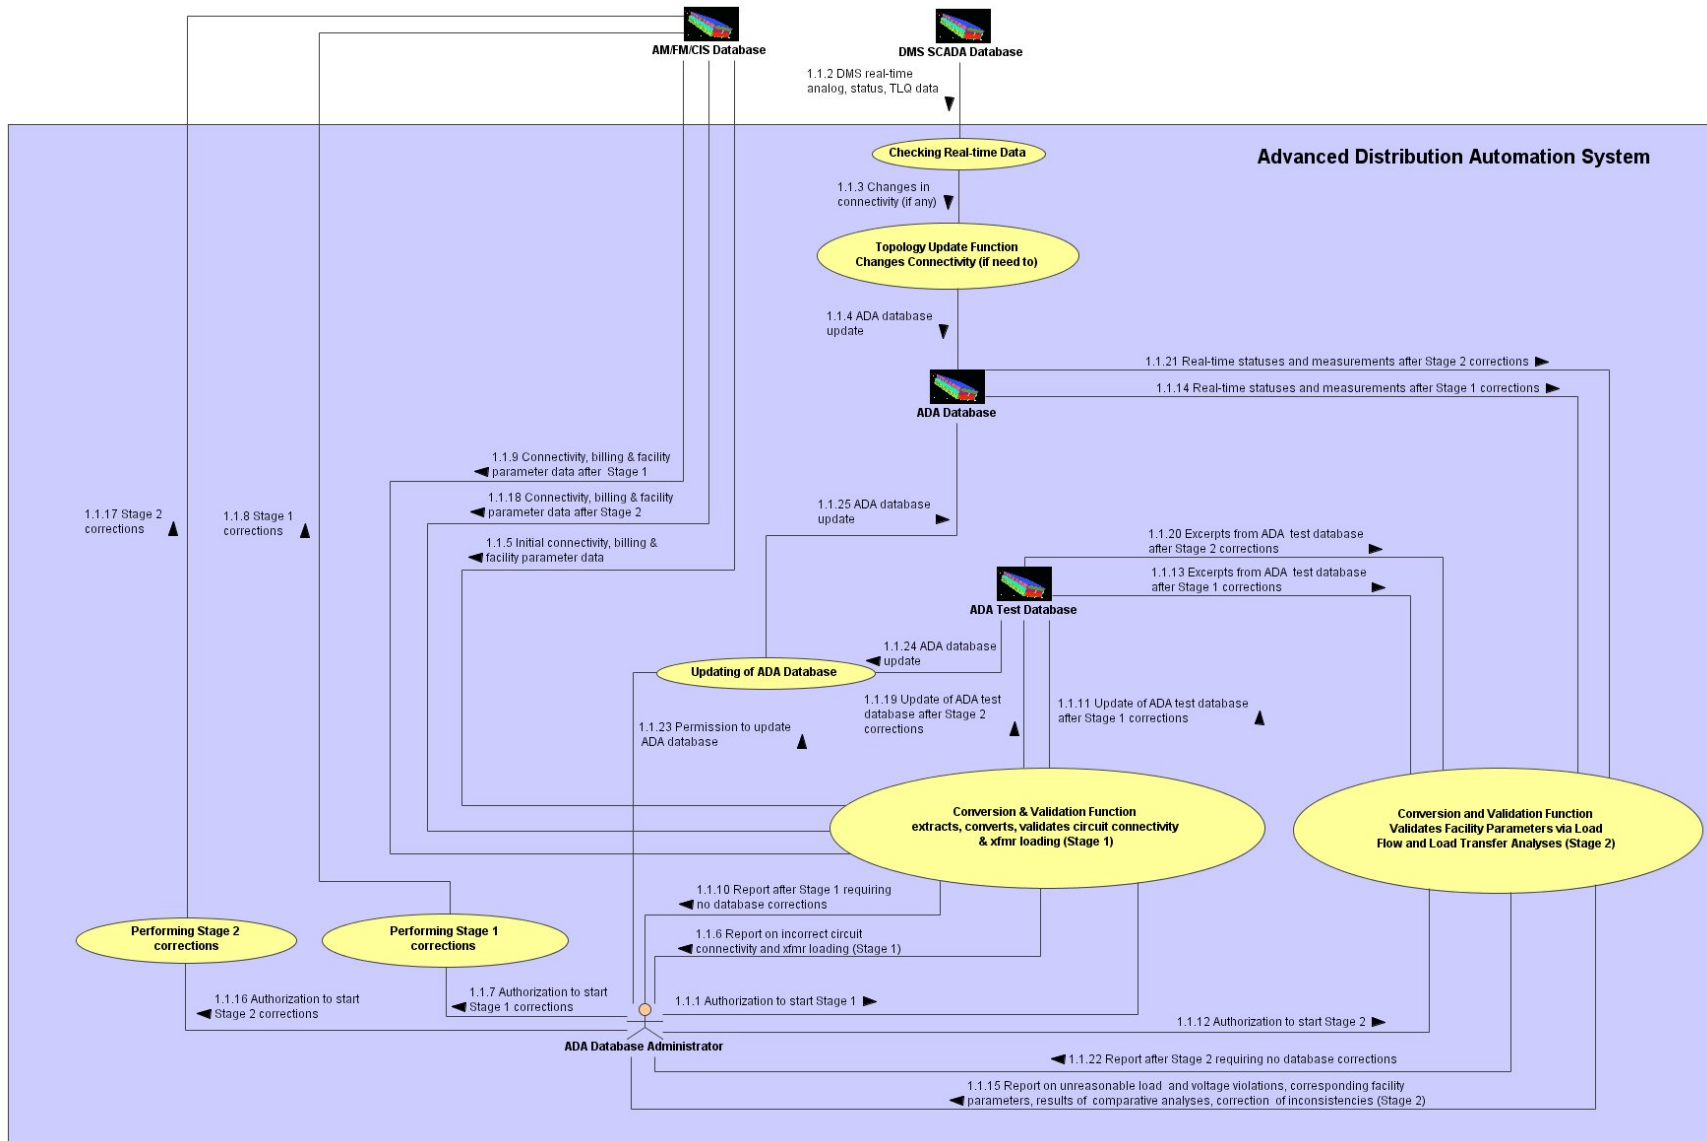 AM/FM/CIS Database
DMS SCADA Database
1.1.2 DMS real-time
analog, status, TLQ data
Checking Real-time Data
Advanced Distribution Automation System
1.1.3 Changes in
connectivity (if any)
Topology Update Function
Changes Connectivity (if need to)
1.1.4 ADA database
update
1.1.21 Real-time statuses and measurements after Stage 2 corrections
1.1.14 Real-time statuses and measurements after Stage 1 corrections
ADA Database
1.1.9 Connectivity, billing & facility
parameter data after Stage 1
1.1.18 Connectivity, billing & facility
parameter data after Stage 2
1.1.17 Stage 2
corrections
1.1.8 Stage 1
corrections
1.1.25 ADA database
update
1.1.5 Initial connectivity, billing &
facility parameter data
1.1.20 Excerpts from ADA test database
after Stage 2 corrections
1.1.13 Excerpts from ADA test database
after Stage 1 corrections
ADA Test Database
1.1.24 ADA database
update
Updating of ADA Database
1.1.19 Update of ADA test
database after Stage 2
corrections
1.1.11 Update of ADA test database
after Stage 1 corrections
1.1.23 Permission to update
ADA database
Conversion & Validation Function
extracts, converts, validates circuit connectivity
& xfmr loading (Stage 1)
Conversion and Validation Function
Validates Facility Parameters via Load
Flow and Load Transfer Analyses (Stage 2)
1.1.10 Report after Stage 1 requiring
no database corrections
Performing Stage 2
corrections
Performing Stage 1
corrections
1.1.6 Report on incorrect circuit
connectivity and xfmr loading (Stage 1)
1.1.16 Authorization to start
Stage 2 corrections
1.1.7 Authorization to start
Stage 1 corrections
1.1.1 Authorization to start Stage 1
1.1.12 Authorization to start Stage 2
ADA Database Administrator
1.1.22 Report after Stage 2 requiring no database corrections
1.1.15 Report on unreasonable load and voltage violations, corresponding facility
parameters, results of comparative analyses, correction of inconsistencies (Stage 2)